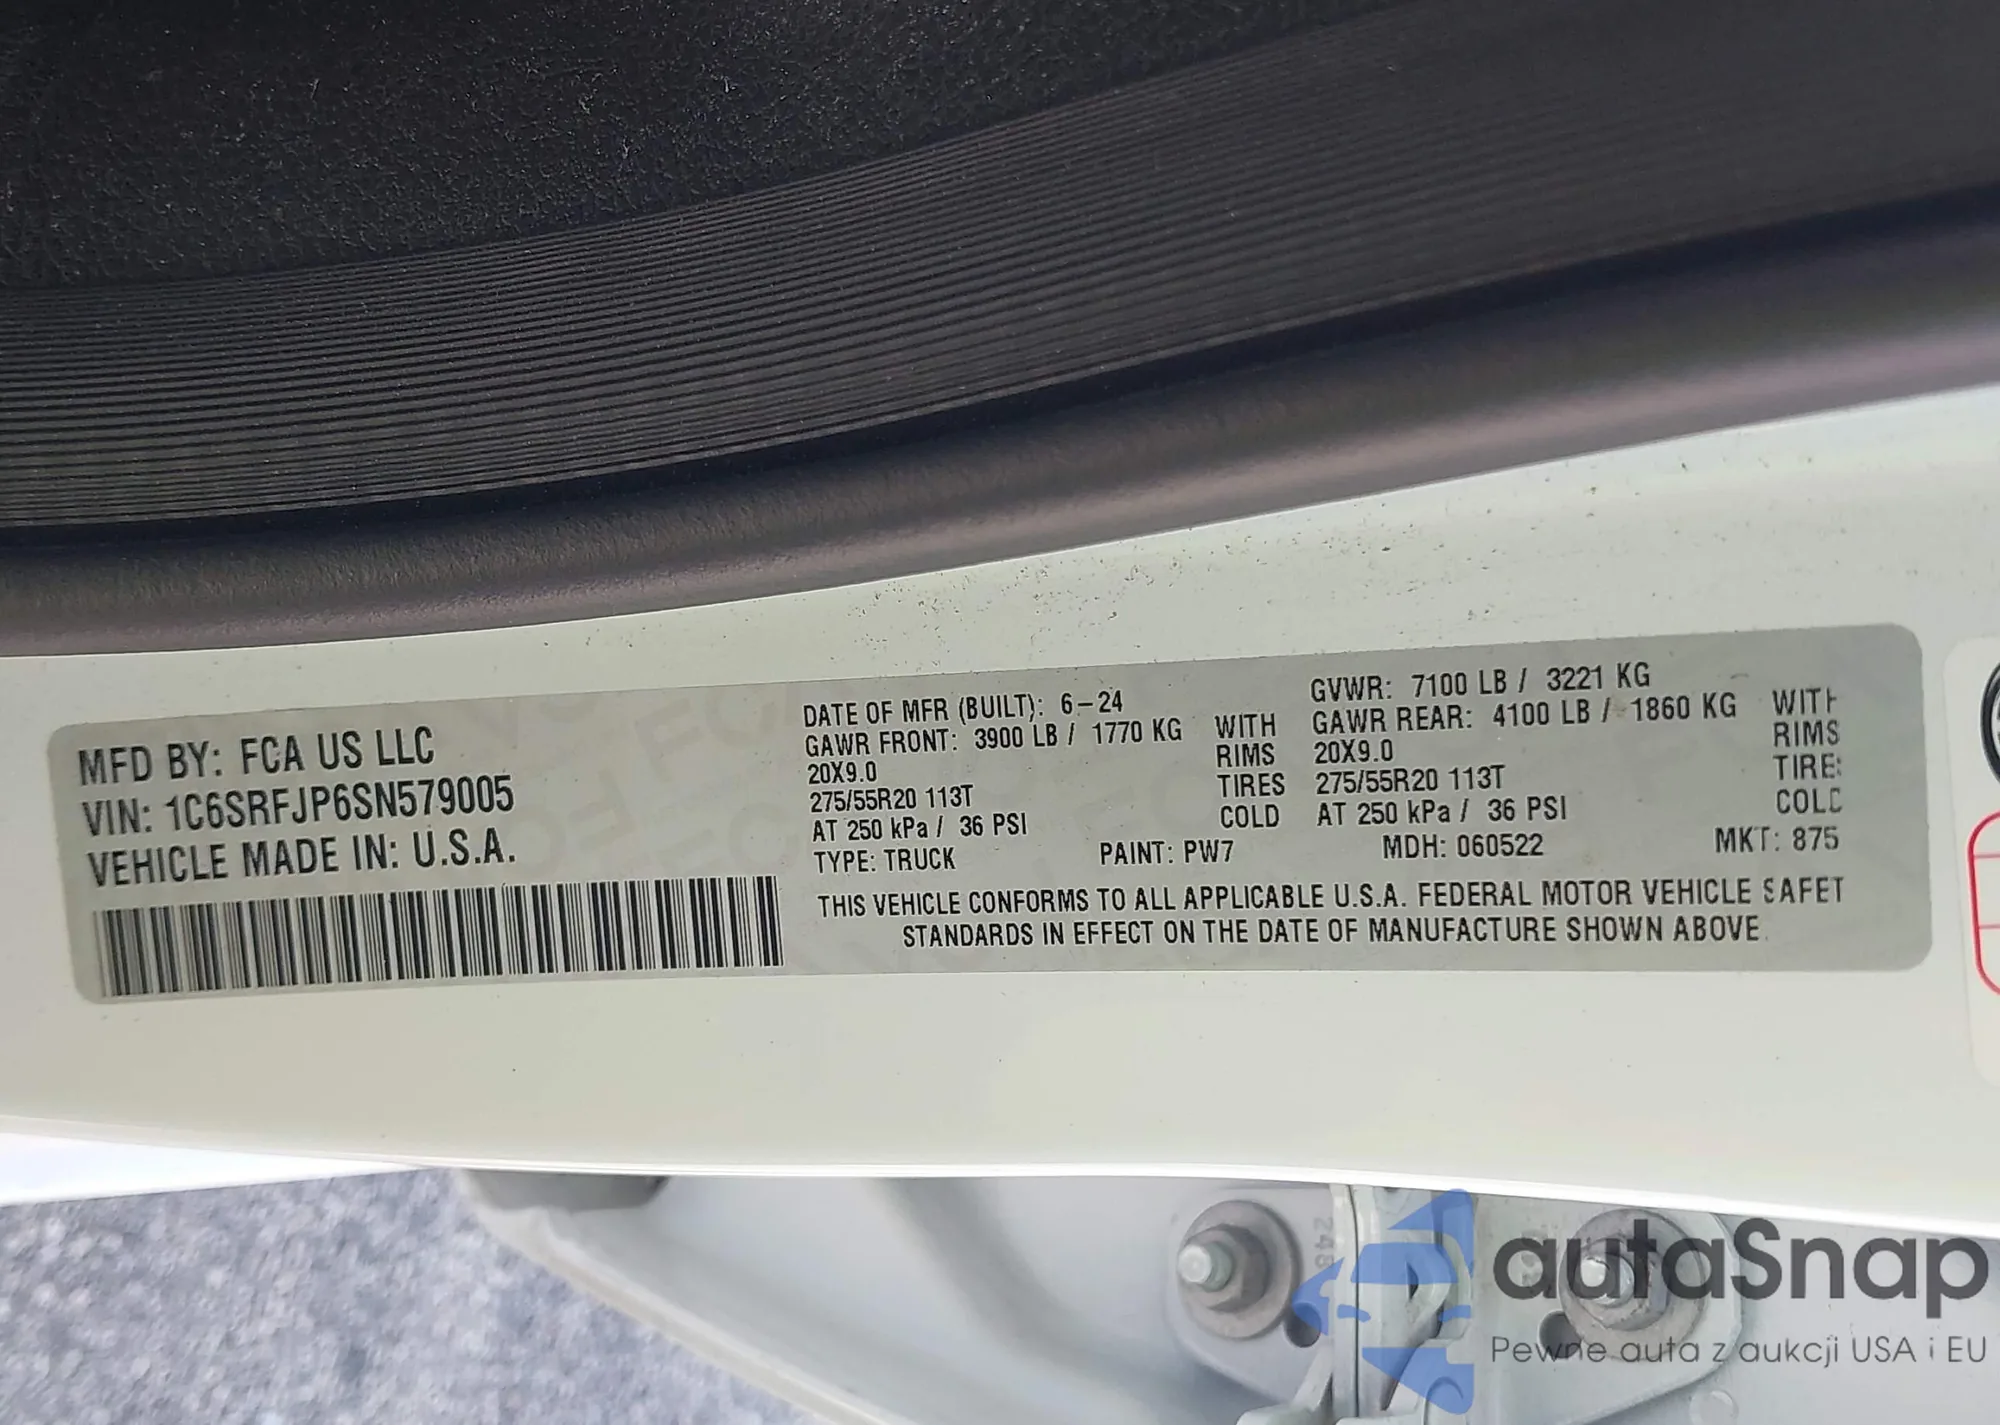 MFD BY: FCA US LLC
VIN: 1C6SRFJP6SN579005
VEHICLE MADE IN: U.S.A.
DATE OF MFR (BUILT): 6-24
GAWR FRONT: 3900 LB / 1770 KG WITH
20X9.0 RIMS
275/55R20 113T TIRES
AT 250 kPa / 36 PSI COLD
GVWR: 7100 LB / 3221 KG
GAWR REAR: 4100 LB / 1860 KG WITH
20X9.0 RIMS
275/55R20 113T TIRE
AT 250 kPa / 36 PSI COLD
TYPE: TRUCK PAINT: PW7 MDH: 060522 MKT: 875
THIS VEHICLE CONFORMS TO ALL APPLICABLE U.S.A. FEDERAL MOTOR VEHICLE SAFET
STANDARDS IN EFFECT ON THE DATE OF MANUFACTURE SHOWN ABOVE.
248
autaSnap
Pewne auta z aukcji USA i EU